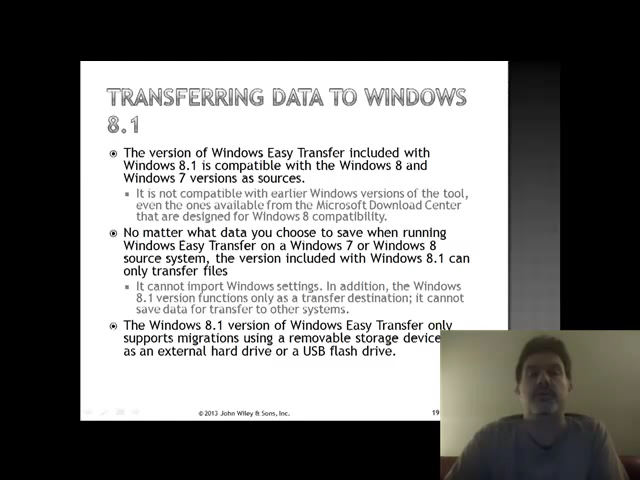 TRANSFERRING DATA TO WINDOWS
8.1
The version of Windows Easy Transfer included with
Windows 8.1 is compatible with the Windows 8 and
Windows 7 versions as sources.
It is not compatible with earlier Windows versions of the tool,
even the ones available from the Microsoft Download Center
that are designed for Windows 8 compatibility.
No matter what data you choose to save when running
Windows Easy Transfer on a Windows 7 or Windows 8
source system, the version included with Windows 8.1 can
only transfer files
It cannot import Windows settings. In addition, the Windows
8.1 version functions only as a transfer destination; it cannot
save data for transfer to other systems.
The Windows 8.1 version of Windows Easy Transfer only
supports migrations using a removable storage device
as an external hard drive or a USB flash drive.
© 2013 John Wiley & Sons, Inc.
19